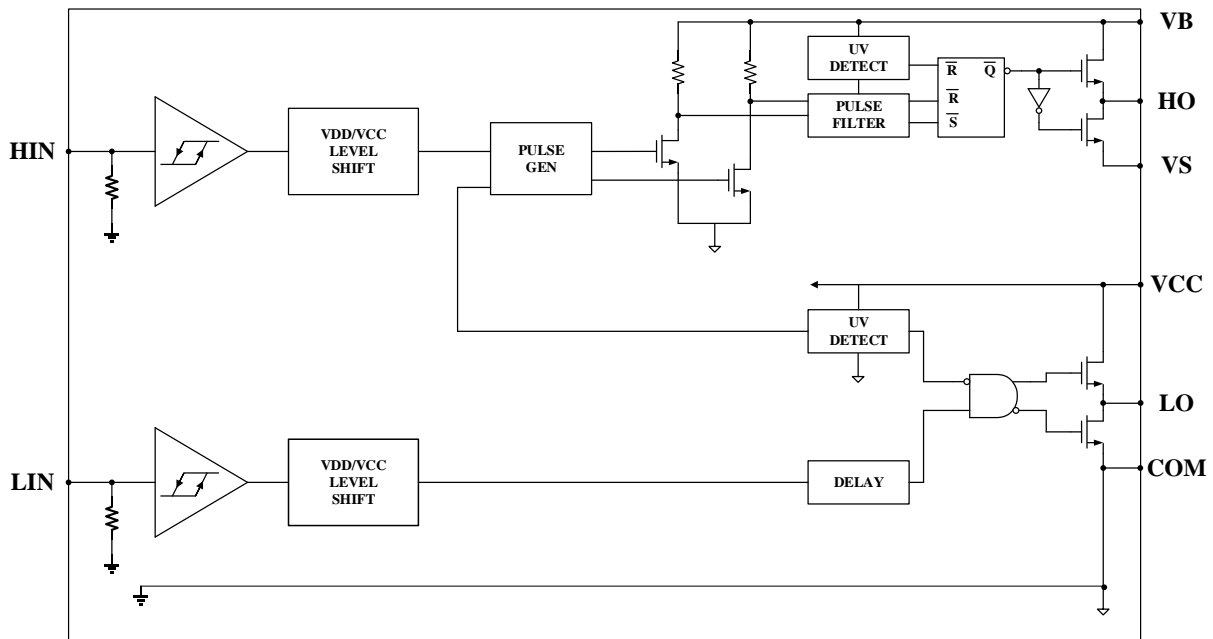 VB
UV
DETECT
R̅
Q̅
R̅
S̅
PULSE
FILTER
HO
VS
HIN
VDD/VCC
LEVEL
SHIFT
PULSE
GEN
VCC
UV
DETECT
LO
LIN
VDD/VCC
LEVEL
SHIFT
DELAY
COM